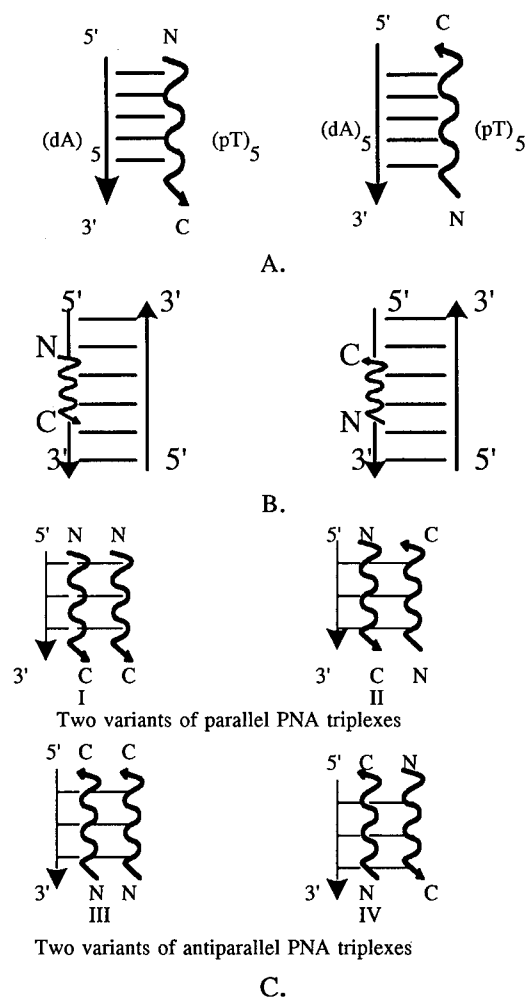 5' N C
5'
(dA)5 (pT)5 (dA)5 (pT)5
3' C 3' N
A.
5' 3' 5' 3'
N C
C N
3' 5' 3' 5'
B.
5' N N 5' N C
3' C C 3' C N
I II
Two variants of parallel PNA triplexes
5' C C 5' C N
3' N N 3' N C
III IV
Two variants of antiparallel PNA triplexes
C.